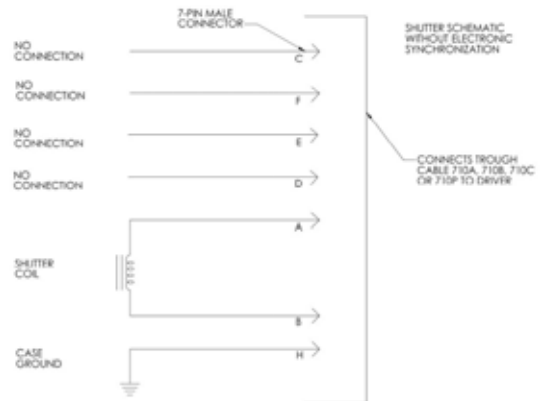 7-PIN MALE
CONNECTOR
SHUTTER SCHEMATIC
WITHOUT ELECTRONIC
SYNCHRONIZATION
NO
CONNECTION
C
NO
CONNECTION
F
NO
CONNECTION
E
NO
CONNECTION
D
CONNECTS TROUGH
CABLE 710A, 710B, 710C
OR 710P TO DRIVER
A
SHUTTER
COIL
B
CASE
GROUND
H